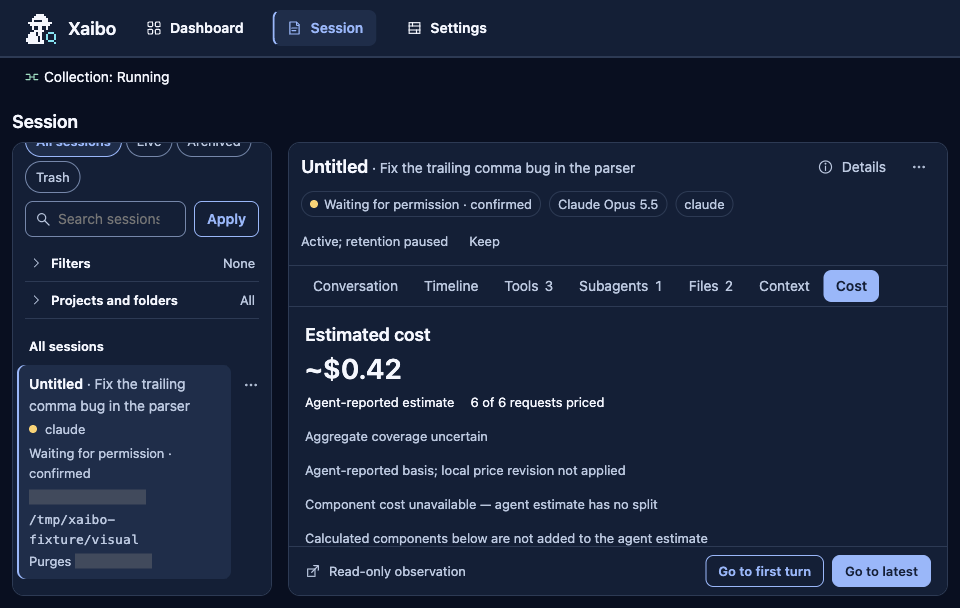 Xaibo
Dashboard
Session
Settings
Collection: Running
Session
All sessions
Live
Archived
Trash
Search sessions
Apply
Filters
None
Projects and folders
All
All sessions
Untitled · Fix the trailing
comma bug in the parser
claude
Waiting for permission ·
confirmed
/tmp/xaibo-
fixture/visual
Purges
Untitled · Fix the trailing comma bug in the parser
Details
Waiting for permission · confirmed
Claude Opus 5.5
claude
Active; retention paused
Keep
Conversation
Timeline
Tools 3
Subagents 1
Files 2
Context
Cost
Estimated cost
~$0.42
Agent-reported estimate
6 of 6 requests priced
Aggregate coverage uncertain
Agent-reported basis; local price revision not applied
Component cost unavailable — agent estimate has no split
Calculated components below are not added to the agent estimate
Read-only observation
Go to first turn
Go to latest